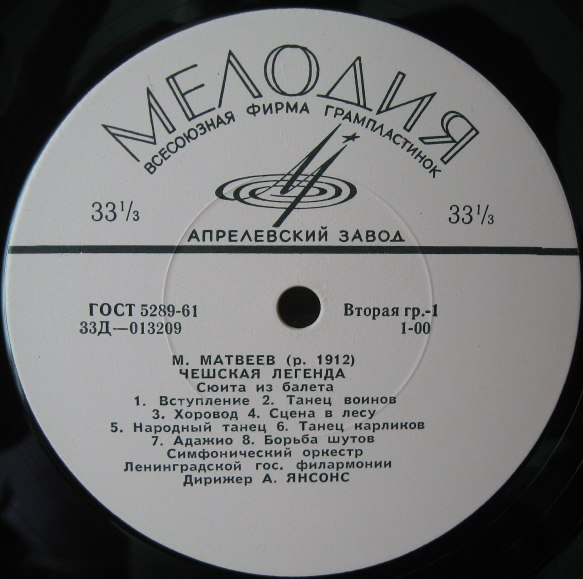 МЕЛОДИЯ
ВСЕСОЮЗНАЯ ФИРМА ГРАМПЛАСТИНОК
33⅓ 33⅓
АПРЕЛЕВСКИЙ ЗАВОД
ГОСТ 5289-61 Вторая гр.-1
33Д—013209 1-00
М. МАТВЕЕВ (р. 1912)
ЧЕШСКАЯ ЛЕГЕНДА
Сюита из балета
1. Вступление 2. Танец воинов
3. Хоровод 4. Сцена в лесу
5. Народный танец 6. Танец карликов
7. Адажио 8. Борьба шутов
Симфонический оркестр
Ленинградской гос. филармонии
Дирижер А. ЯНСОНС